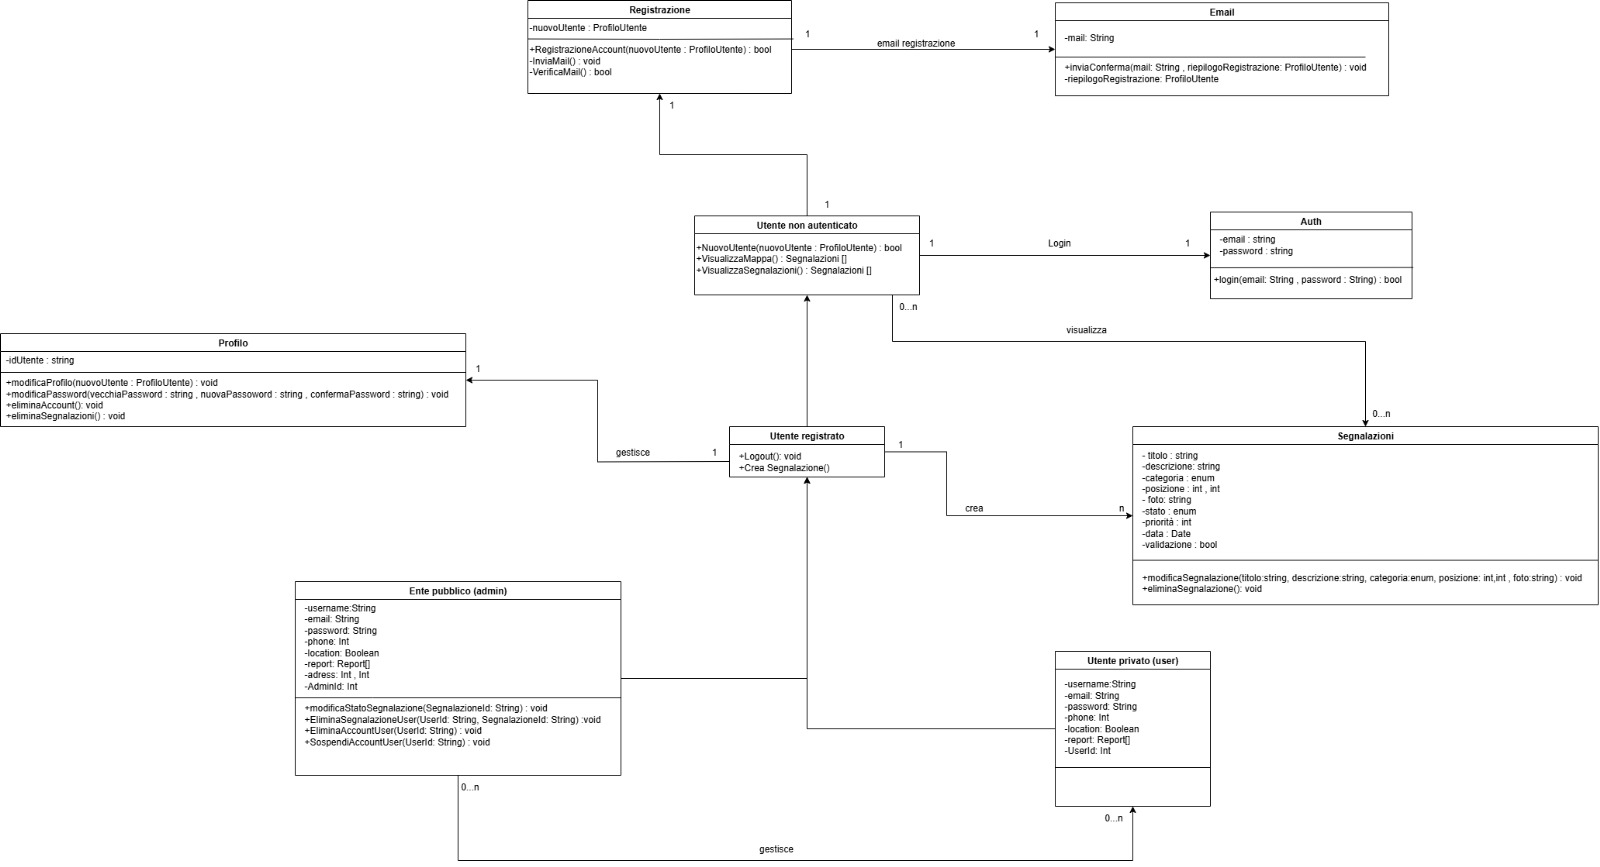 Registrazione
-nuovoUtente : ProfiloUtente
+RegistrazioneAccount(nuovoUtente : ProfiloUtente) : bool
-InviaMail() : void
-VerificaMail() : bool
1
email registrazione
1
Email
-mail: String
+inviaConferma(mail: String , riepilogoRegistrazione: ProfiloUtente) : void
-riepilogoRegistrazione: ProfiloUtente
1
1
Utente non autenticato
+NuovoUtente(nuovoUtente : ProfiloUtente) : bool
+VisualizzaMappa() : Segnalazioni []
+VisualizzaSegnalazioni() : Segnalazioni []
1
Login
1
Auth
-email : string
-password : string
+login(email: String , password : String) : bool
0...n
visualizza
0...n
Profilo
-idUtente : string
+modificaProfilo(nuovoUtente : ProfiloUtente) : void
+modificaPassword(vecchiaPassword : string , nuovaPassoword : string , confermaPassword : string) : void
+eliminaAccount(): void
+eliminaSegnalazioni() : void
1
gestisce
1
Utente registrato
+Logout(): void
+Crea Segnalazione()
1
crea
n
Segnalazioni
- titolo : string
-descrizione: string
-categoria : enum
-posizione : int , int
- foto: string
-stato : enum
-priorità : int
-data : Date
-validazione : bool
+modificaSegnalazione(titolo:string, descrizione:string, categoria:enum, posizione: int,int , foto:string) : void
+eliminaSegnalazione(): void
Ente pubblico (admin)
-username:String
-email: String
-password: String
-phone: Int
-location: Boolean
-report: Report[]
-adress: Int , Int
-AdminId: Int
+modificaStatoSegnalazione(SegnalazioneId: String) : void
+EliminaSegnalazioneUser(UserId: String, SegnalazioneId: String) :void
+EliminaAccountUser(UserId: String) : void
+SospendiAccountUser(UserId: String) : void
Utente privato (user)
-username:String
-email: String
-password: String
-phone: Int
-location: Boolean
-report: Report[]
-UserId: Int
0...n
gestisce
0...n